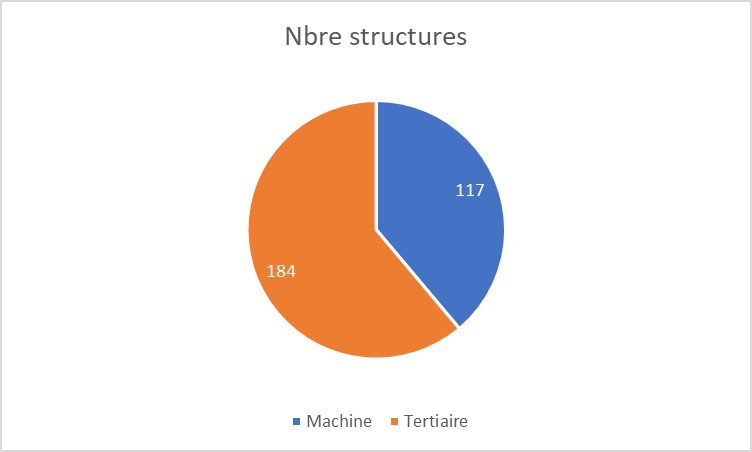 Nbre structures
117
184
Machine Tertiaire